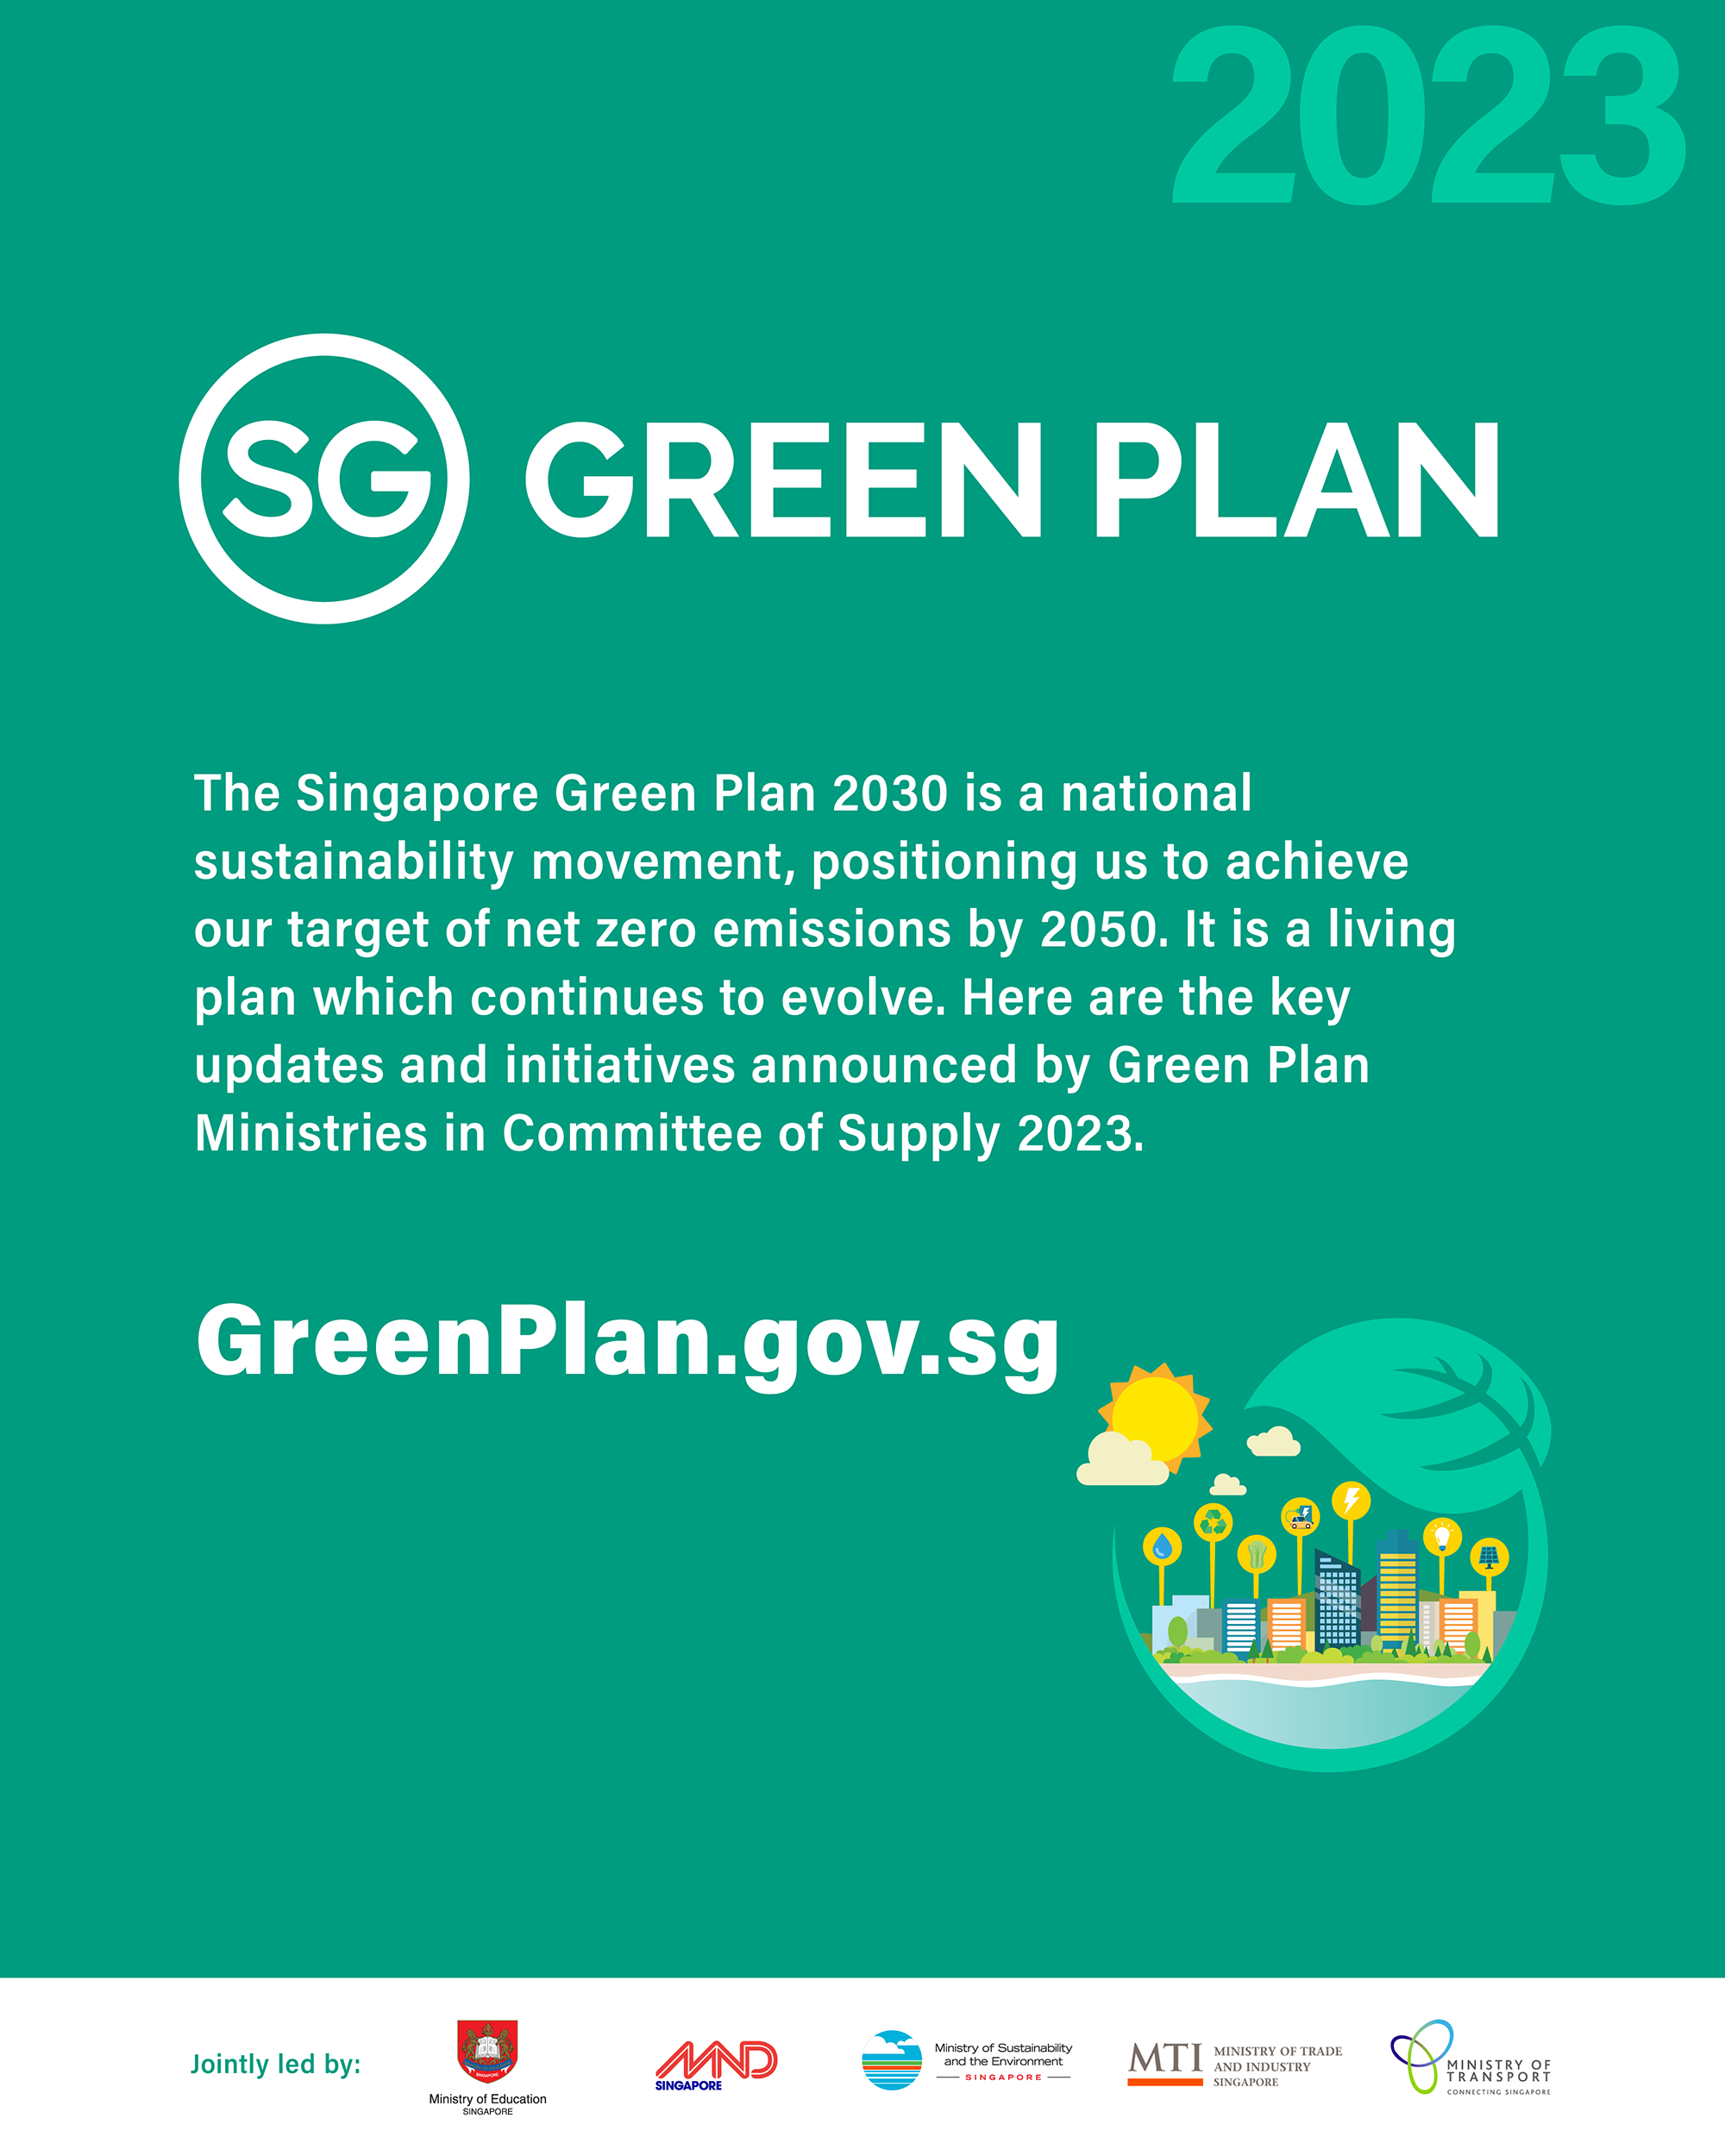 2023
SG GREEN PLAN
The Singapore Green Plan 2030 is a national
sustainability movement, positioning us to achieve
our target of net zero emissions by 2050. It is a living
plan which continues to evolve. Here are the key
updates and initiatives announced by Green Plan
Ministries in Committee of Supply 2023.
GreenPlan.gov.sg
Jointly led by:
SINGAPORE
Ministry of Education
SINGAPORE
MND
SINGAPORE
Ministry of Sustainability
and the Environment
SINGAPORE
MTI
MINISTRY OF TRADE
AND INDUSTRY
SINGAPORE
MINISTRY OF
TRANSPORT
CONNECTING SINGAPORE